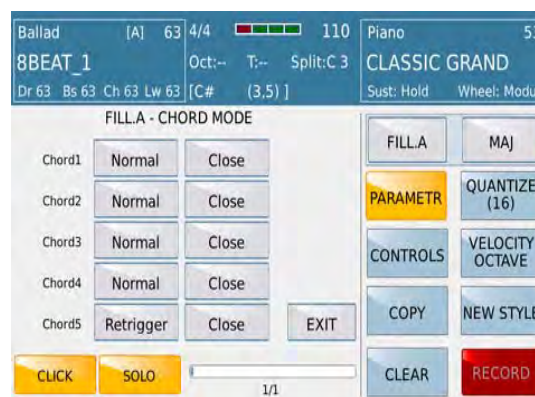 Ballad [A] 63 4/4 110 Piano 53
8BEAT_1 Oct:-- T:-- Split:C 3 CLASSIC GRAND
Dr 63 Bs 63 Ch 63 Lw 63 [C# (3,5) ] Sust: Hold Wheel: Modu
FILL.A - CHORD MODE
FILL.A MAJ
Chord1 Normal Close
PARAMETR QUANTIZE
(16)
Chord2 Normal Close
Chord3 Normal Close
CONTROLS VELOCITY
OCTAVE
Chord4 Normal Close
COPY NEW STYLE
Chord5 Retrigger Close EXIT
CLICK SOLO 1/1
CLEAR RECORD